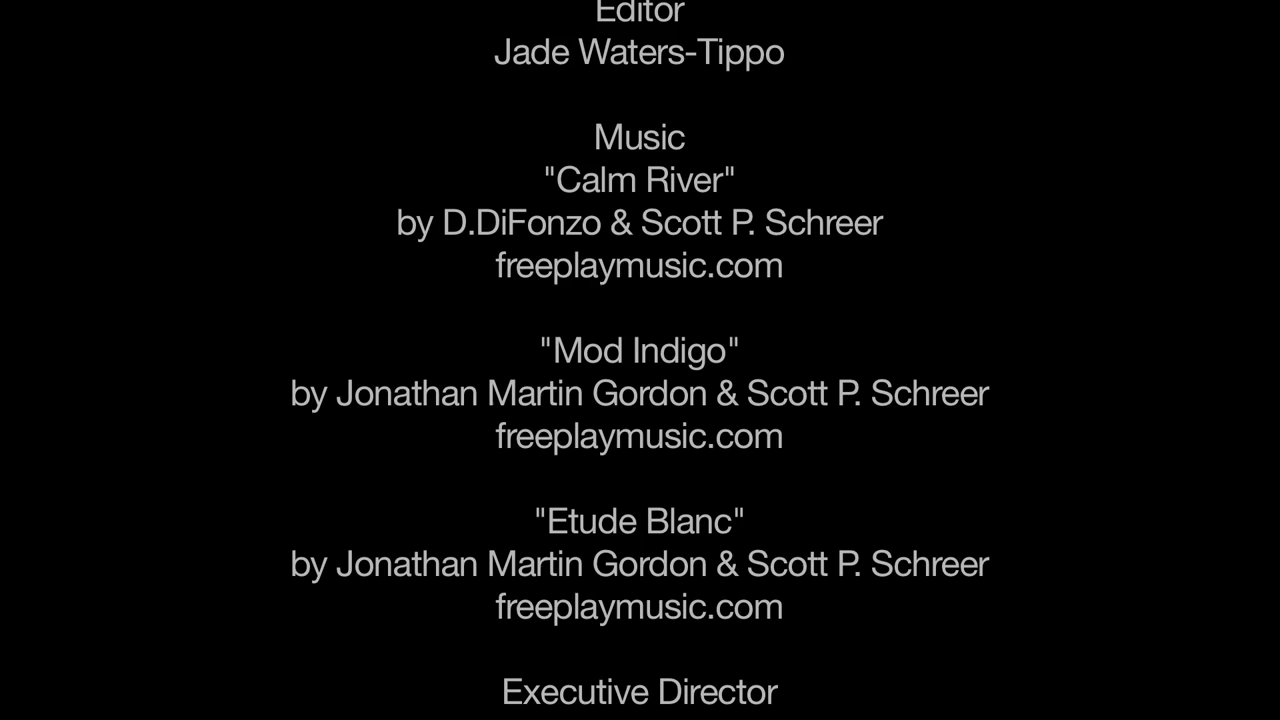 Editor
Jade Waters-Tippo
Music
"Calm River"
by D.DiFonzo & Scott P. Schreer
freeplaymusic.com
"Mod Indigo"
by Jonathan Martin Gordon & Scott P. Schreer
freeplaymusic.com
"Etude Blanc"
by Jonathan Martin Gordon & Scott P. Schreer
freeplaymusic.com
Executive Director